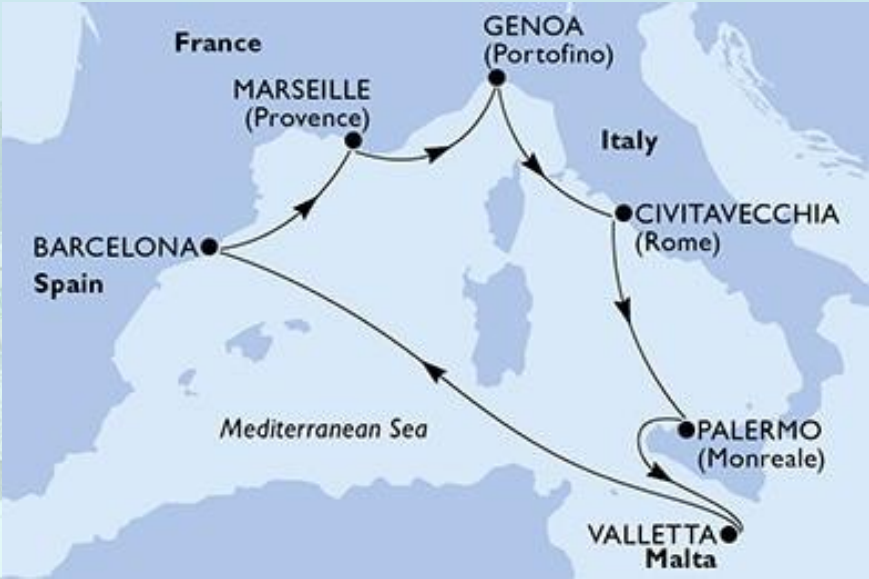 GENOA
(Portofino)
France
MARSEILLE
(Provence)
Italy
CIVITAVECCHIA
(Rome)
BARCELONA
Spain
Mediterranean Sea
PALERMO
(Monreale)
VALLETTA
Malta